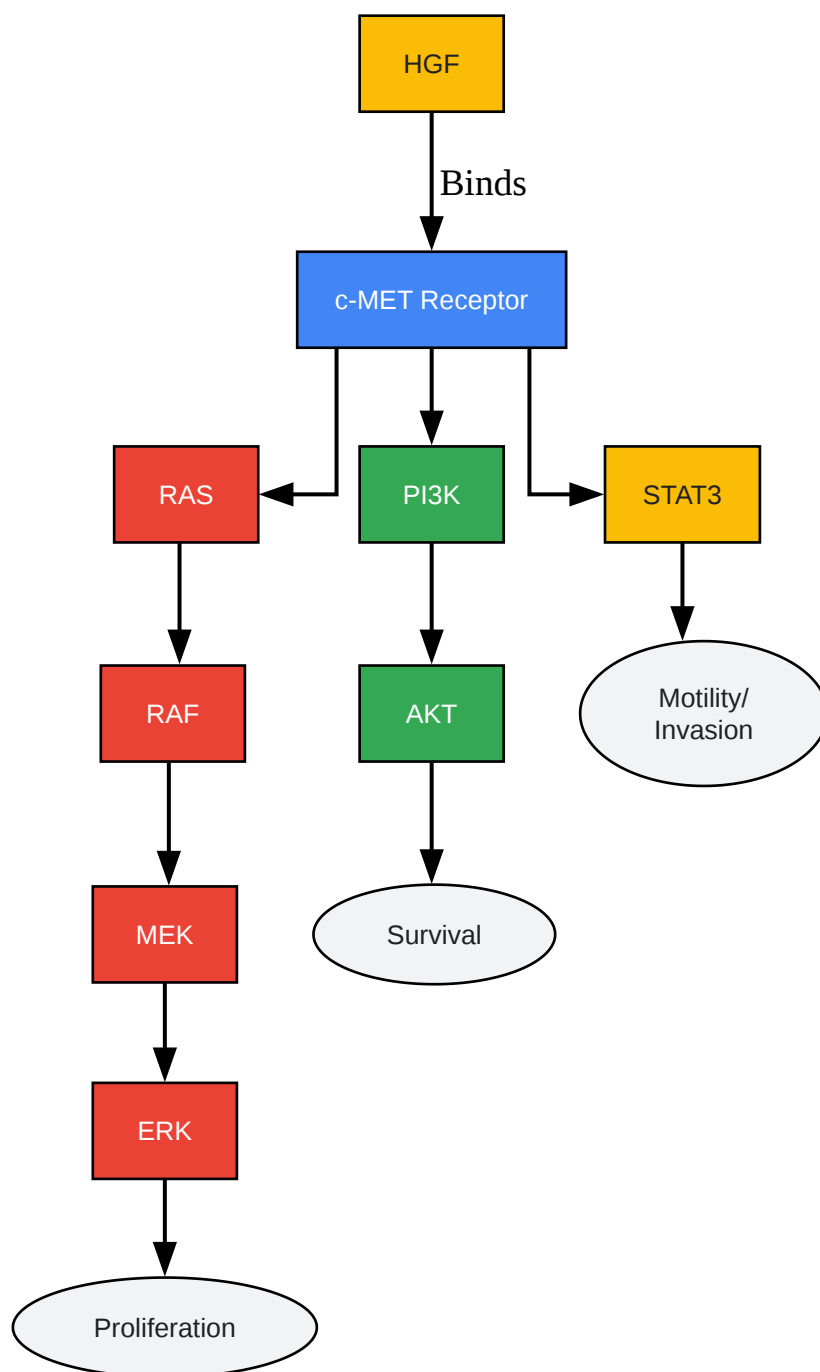 HGF
Binds
c-MET Receptor
RAS
PI3K
STAT3
RAF
AKT
Motility/
Invasion
MEK
Survival
ERK
Proliferation